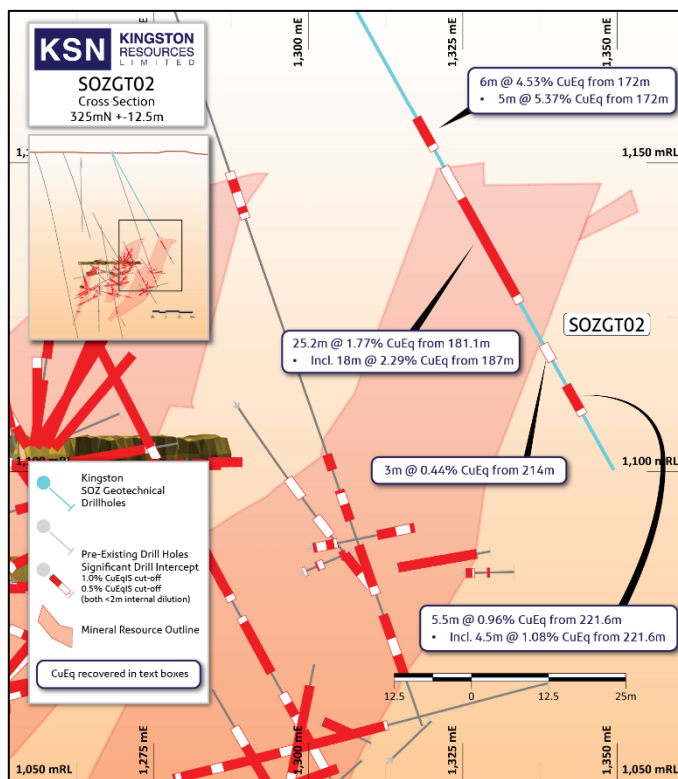 1,300 mE
1,325 mE
1,350 mE
KSN KINGSTON
RESOURCES
LIMITED
SOZGT02
Cross Section
325mN +-12.5m
6m @ 4.53% CuEq from 172m
• 5m @ 5.37% CuEq from 172m
1,150 mRL
25.2m @ 1.77% CuEq from 181.1m
• Incl. 18m @ 2.29% CuEq from 187m
SOZGT02
3m @ 0.44% CuEq from 214m
1,100 mRL
Kingston
SOZ Geotechnical
Drillholes
Pre-Existing Drill Holes
Significant Drill Intercept
1.0% CuEqIS cut-off
0.5% CuEqIS cut-off
(both <2m internal dilution)
Mineral Resource Outline
CuEq recovered in text boxes
5.5m @ 0.96% CuEq from 221.6m
• Incl. 4.5m @ 1.08% CuEq from 221.6m
12.5 0 12.5 25m
1,050 mRL
1,275 mE
1,300 mE
1,325 mE
1,350 mE
1,050 mRL